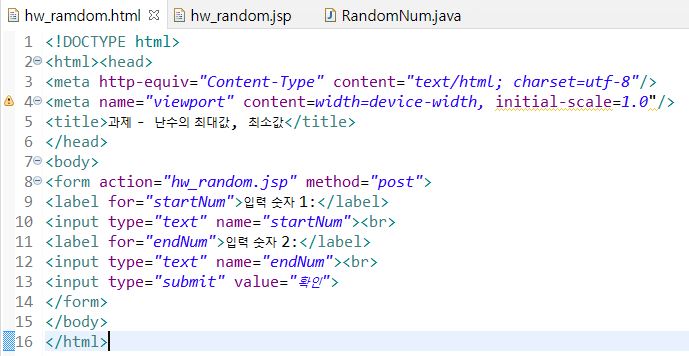 hw_ramdom.html hw_random.jsp RandomNum.java
1 <!DOCTYPE html>
2 <html><head>
3 <meta http-equiv="Content-Type" content="text/html; charset=utf-8"/>
4 <meta name="viewport" content=width=device-width, initial-scale=1.0"/>
5 <title>과제 - 난수의 최대값, 최소값</title>
6 </head>
7 <body>
8 <form action="hw_random.jsp" method="post">
9 <label for="startNum">입력 숫자 1:</label>
10 <input type="text" name="startNum"><br>
11 <label for="endNum">입력 숫자 2:</label>
12 <input type="text" name="endNum"><br>
13 <input type="submit" value="확인">
14 </form>
15 </body>
16 </html>